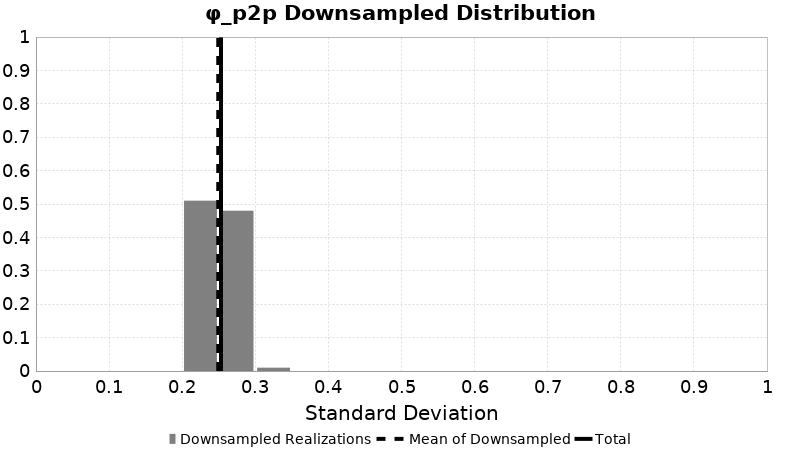 φ_p2p Downsampled Distribution
1
0.9
0.8
0.7
0.6
0.5
0.4
0.3
0.2
0.1
0
0 0.1 0.2 0.3 0.4 0.5 0.6 0.7 0.8 0.9 1
Standard Deviation
Downsampled Realizations Mean of Downsampled Total